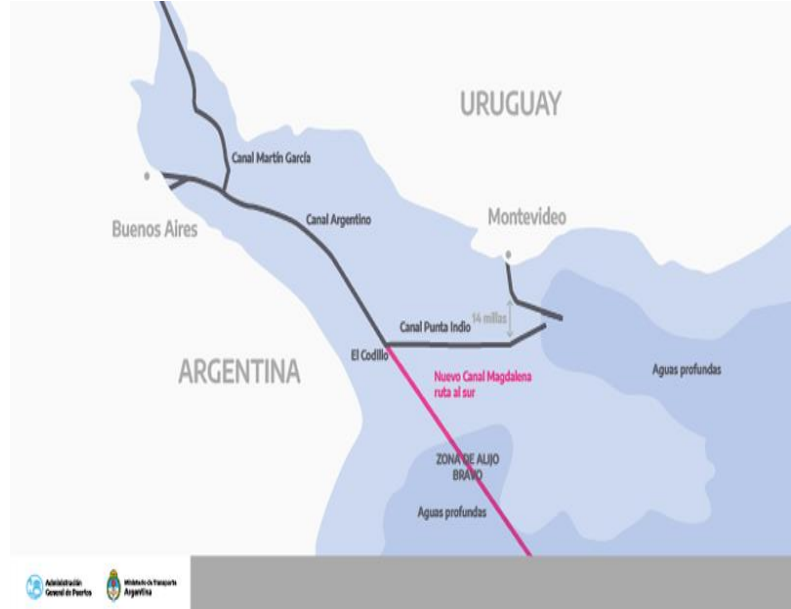 URUGUAY
Canal Martín García
Canal Argentino
Montevideo
Buenos Aires
14 millas
Canal Punta Indio
El Codillo
ARGENTINA
Aguas profundas
Nuevo Canal Magdalena
ruta al sur
ZONA DE ALIJO
BRAVO
Aguas profundas
Administración
General de Puertos
Ministerio de Transporte
Argentina